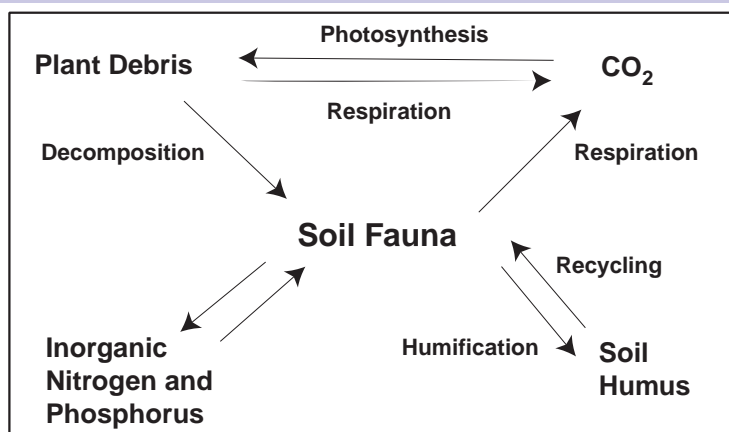 Photosynthesis
Plant Debris
CO₂
Respiration
Decomposition
Respiration
Soil Fauna
Recycling
Inorganic
Nitrogen and
Phosphorus
Humification
Soil
Humus